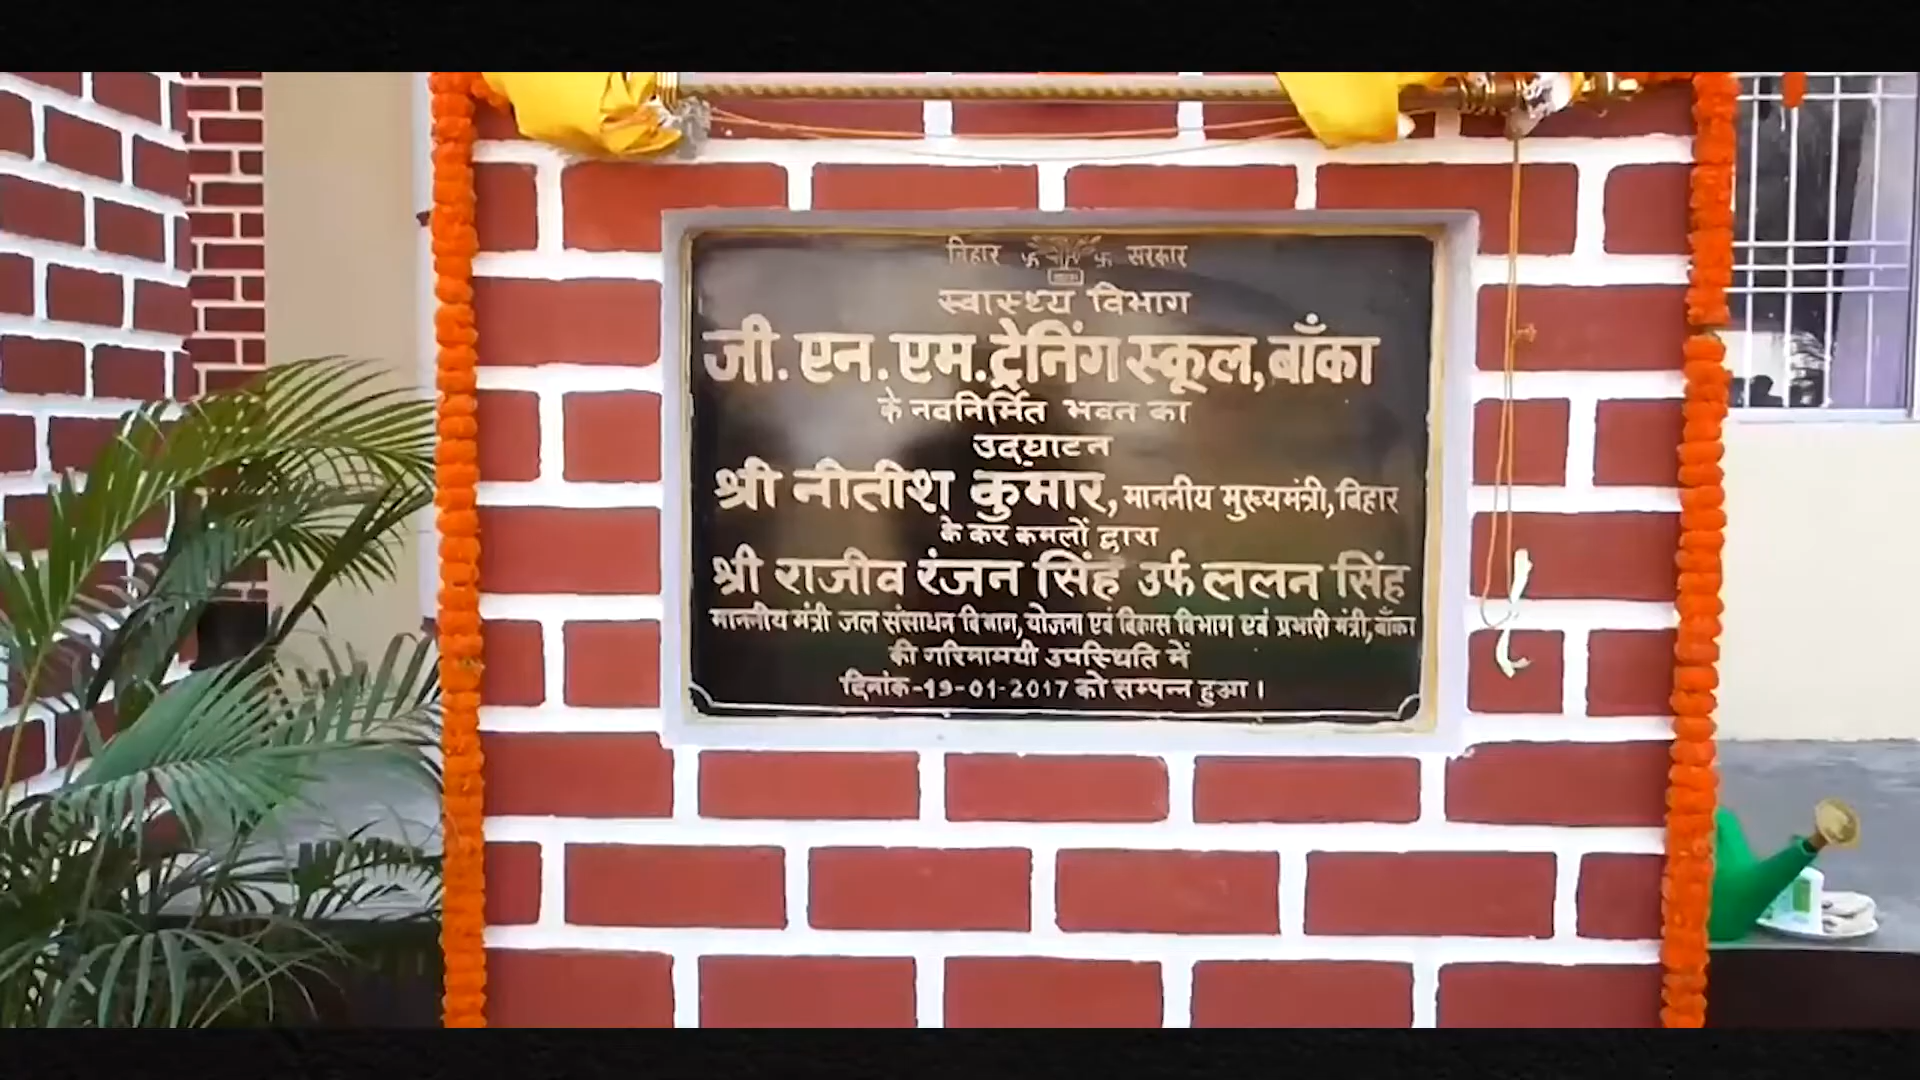 बिहार सरकार
स्वास्थ्य विभाग
जी. एन. एम. ट्रेनिंग स्कूल, बाँका
के नवनिर्मित भवन का
उद्घाटन
श्री नीतीश कुमार, माननीय मुख्यमंत्री, बिहार
के कर कमलों द्वारा
श्री राजीव रंजन सिंह उर्फ ललन सिंह
माननीय मंत्री जल संसाधन विभाग, योजना एवं विकास विभाग एवं प्रभारी मंत्री, बाँका
की गरिमामयी उपस्थिति में
दिनांक-19-01-2017 को सम्पन्न हुआ।